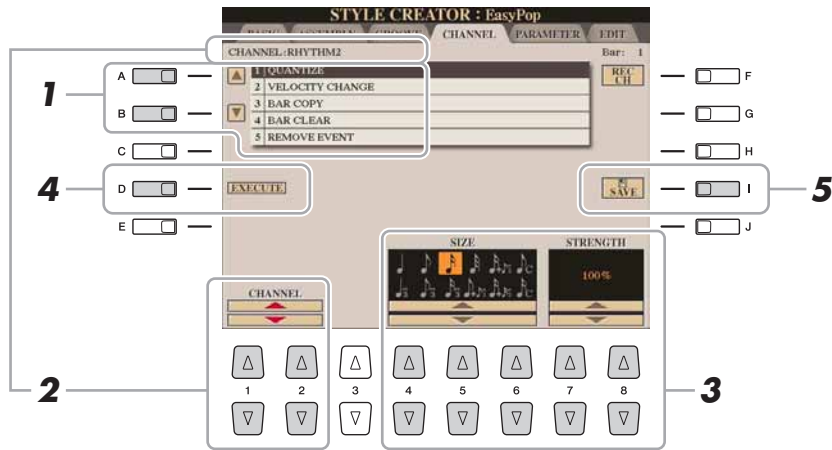 STYLE CREATOR : EasyPop
BASIC ASSEMBLY GROOVE CHANNEL PARAMETER EDIT
CHANNEL:RHYTHM2
Bar: 1
1 QUANTIZE
2 VELOCITY CHANGE
3 BAR COPY
4 BAR CLEAR
5 REMOVE EVENT
REC
CH
A
B
C
D
E
F
G
H
I
J
1
4
5
EXECUTE
SAVE
SIZE
STRENGTH
100%
CHANNEL
2
3
1 2 3 4 5 6 7 8